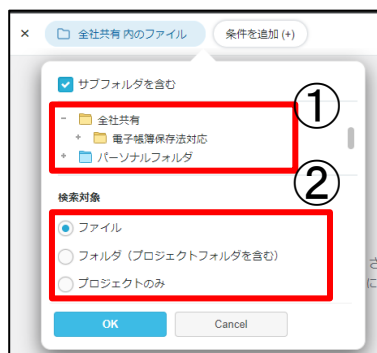 × 全社共有 内のファイル 条件を追加 (+)
サブフォルダを含む
①
- 全社共有
+ 電子帳簿保存法対応
+ パーソナルフォルダ
②
検索対象
ファイル
フォルダ（プロジェクトフォルダを含む）
さ
プロジェクトのみ
に
OK Cancel